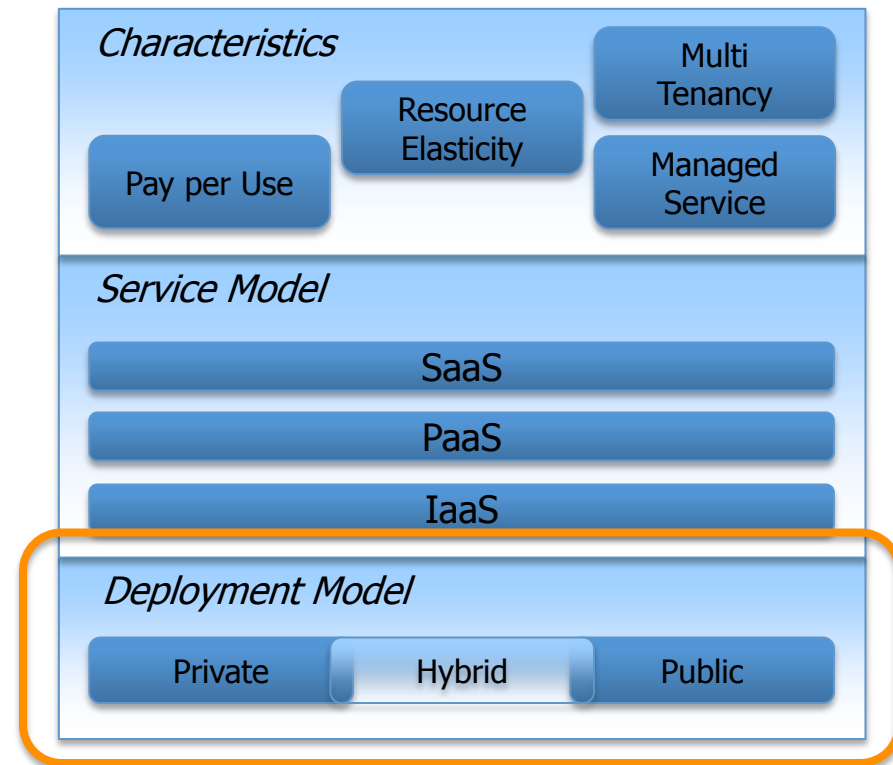 Characteristics
Multi
Tenancy
Resource
Elasticity
Pay per Use
Managed
Service
Service Model
SaaS
PaaS
IaaS
Deployment Model
Private
Hybrid
Public